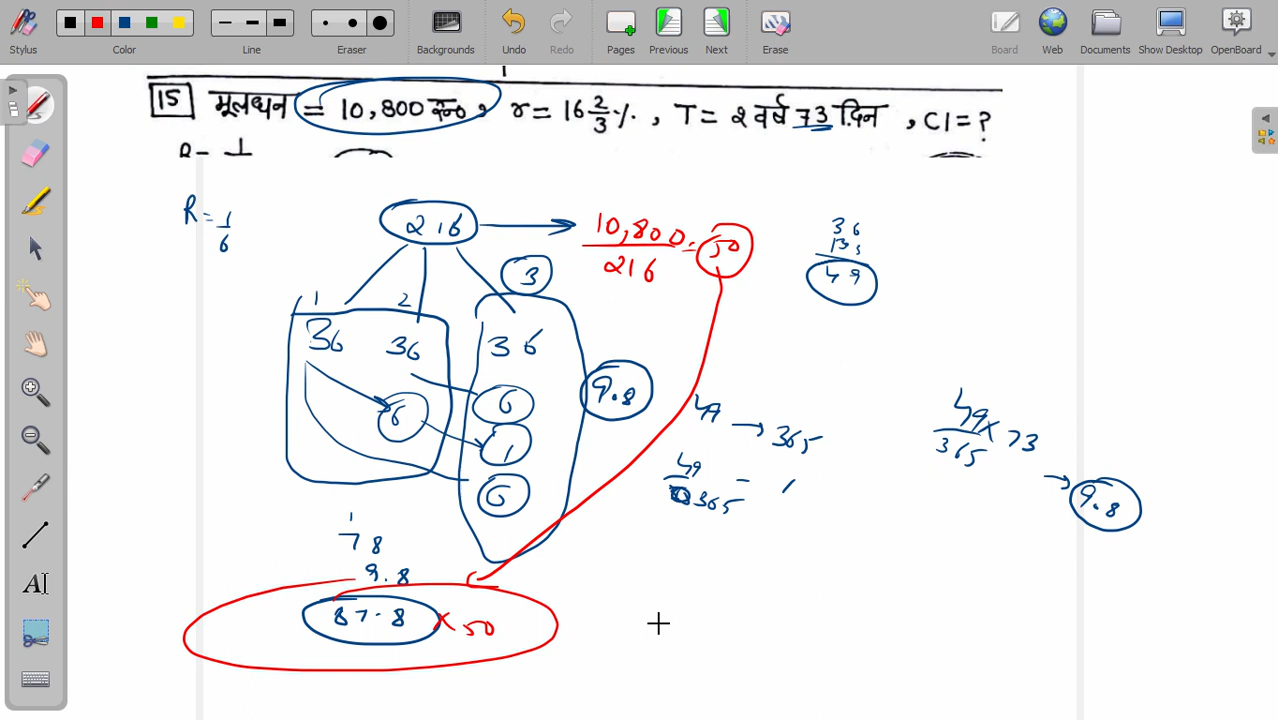 Stylus Color Line Eraser Backgrounds Undo Redo Pages Previous Next Erase Board Web Documents Show Desktop OpenBoard
15 मूलधन = 10,800 रू०, r = 16 2/3 %, T = 2 वर्ष 73 दिन, CI = ?
R = 1/6
216
10,800/216 = 50
36
13
49
3
1 2
36 36 36
6 6
1
6
9.8
49 → 365
49/365 =
49/365 × 73
→ 9.8
1
78
9.8
87.8 × 50